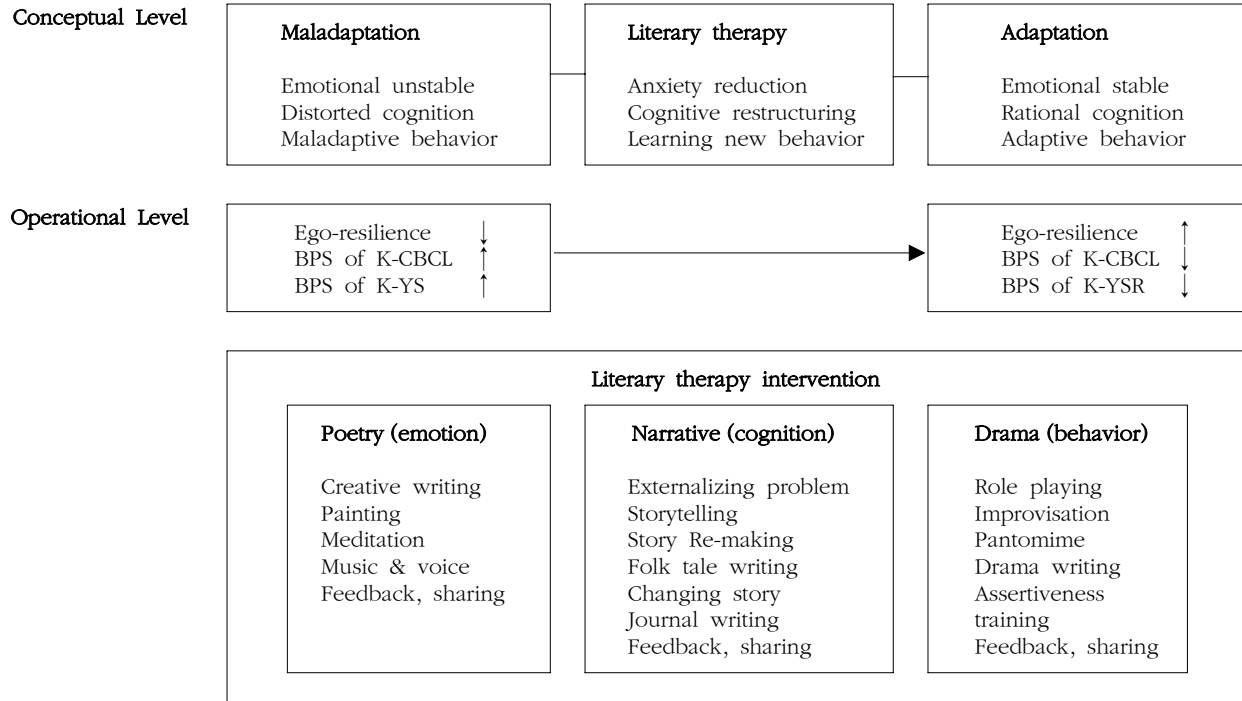 Conceptual Level
Maladaptation
Emotional unstable
Distorted cognition
Maladaptive behavior
Literary therapy
Anxiety reduction
Cognitive restructuring
Learning new behavior
Adaptation
Emotional stable
Rational cognition
Adaptive behavior
Operational Level
Ego-resilience ↓
BPS of K-CBCL ↑
BPS of K-YS ↑
Ego-resilience ↑
BPS of K-CBCL ↓
BPS of K-YSR ↓
Literary therapy intervention
Poetry (emotion)
Creative writing
Painting
Meditation
Music & voice
Feedback, sharing
Narrative (cognition)
Externalizing problem
Storytelling
Story Re-making
Folk tale writing
Changing story
Journal writing
Feedback, sharing
Drama (behavior)
Role playing
Improvisation
Pantomime
Drama writing
Assertiveness
training
Feedback, sharing